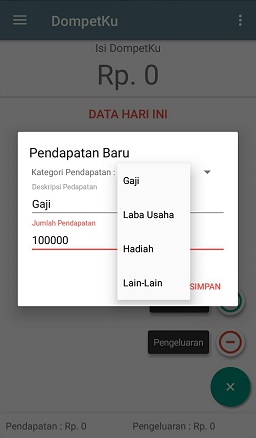 DompetKu
Isi DompetKu
Rp. 0
DATA HARI INI
Pendapatan Baru
Kategori Pendapatan :
Deskripsi Pedapatan
Gaji
Jumlah Pendapatan
100000
Gaji
Laba Usaha
Hadiah
Lain-Lain
SIMPAN
Pengeluaran
Pendapatan : Rp. 0 Pengeluaran : Rp. 0